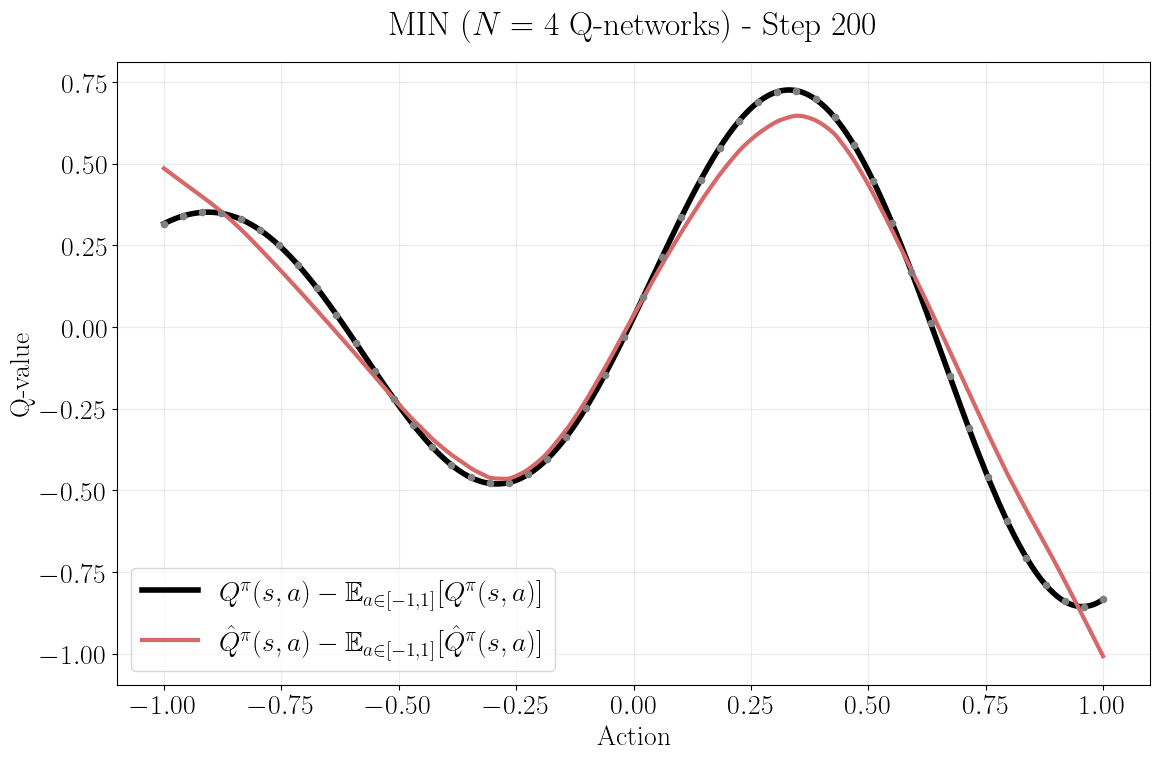 MIN (N = 4 Q-networks) - Step 200
0.75
0.50
0.25
0.00
−0.25
−0.50
−0.75
−1.00
Q-value
Q^π(s, a) − 𝔼_{a∈[−1,1]}[Q^π(s, a)]
Q̂^π(s, a) − 𝔼_{a∈[−1,1]}[Q̂^π(s, a)]
−1.00 −0.75 −0.50 −0.25 0.00 0.25 0.50 0.75 1.00
Action